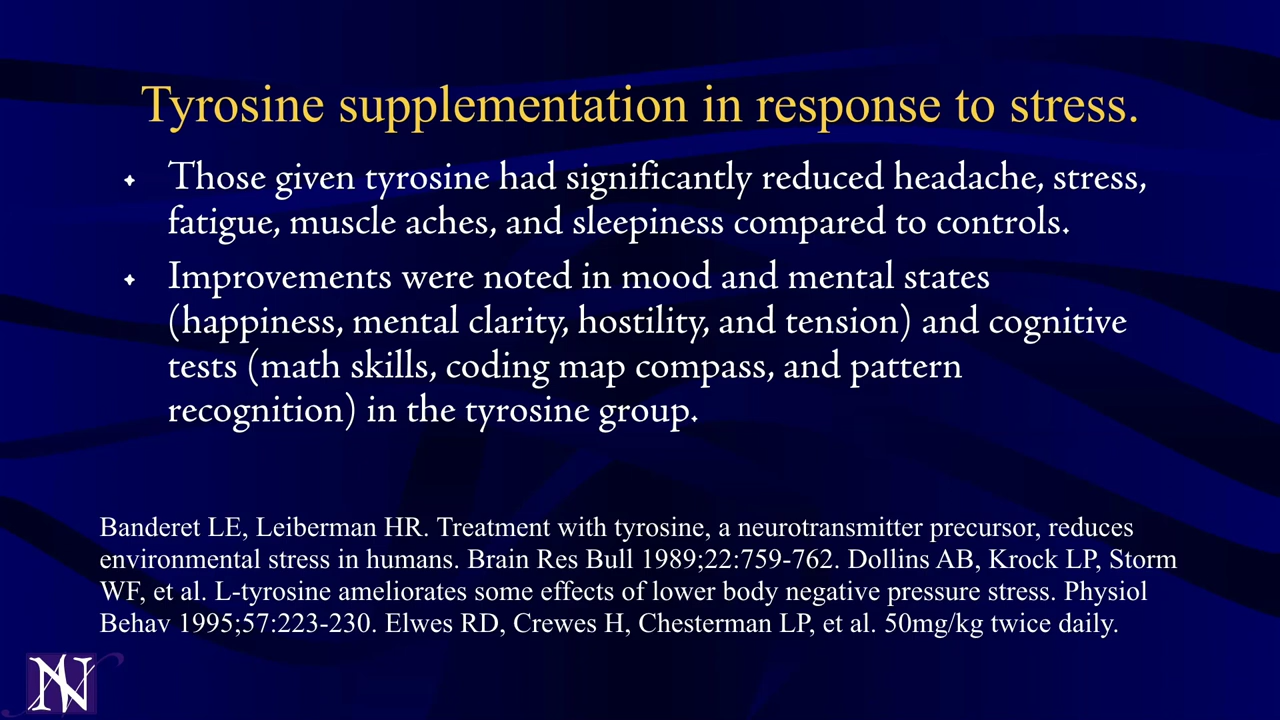 Tyrosine supplementation in response to stress.
Those given tyrosine had significantly reduced headache, stress,
fatigue, muscle aches, and sleepiness compared to controls.
Improvements were noted in mood and mental states
(happiness, mental clarity, hostility, and tension) and cognitive
tests (math skills, coding map compass, and pattern
recognition) in the tyrosine group.
Banderet LE, Leiberman HR. Treatment with tyrosine, a neurotransmitter precursor, reduces
environmental stress in humans. Brain Res Bull 1989;22:759-762. Dollins AB, Krock LP, Storm
WF, et al. L-tyrosine ameliorates some effects of lower body negative pressure stress. Physiol
Behav 1995;57:223-230. Elwes RD, Crewes H, Chesterman LP, et al. 50mg/kg twice daily.